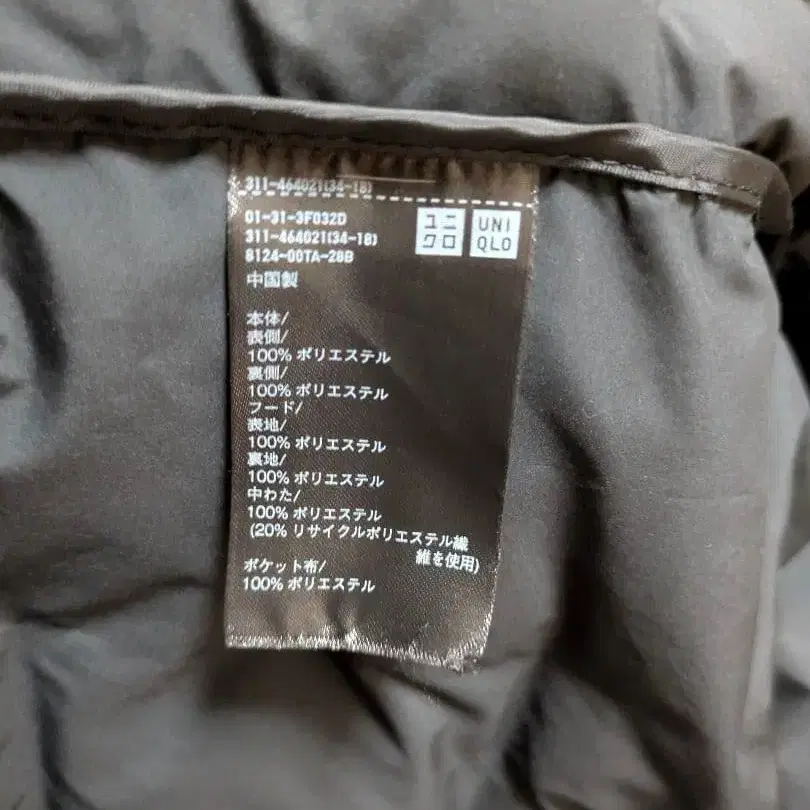 311-464021(34-18)
01-31-3F032D
311-464021(34-18)
8124-00TA-28B
ユニ
クロ
UNI
QLO
中国製
本体/
表側/
100% ポリエステル
裏側/
100% ポリエステル
フード/
表地/
100% ポリエステル
裏地/
100% ポリエステル
中わた/
100% ポリエステル
(20% リサイクルポリエステル繊
維を使用)
ポケット布/
100% ポリエステル